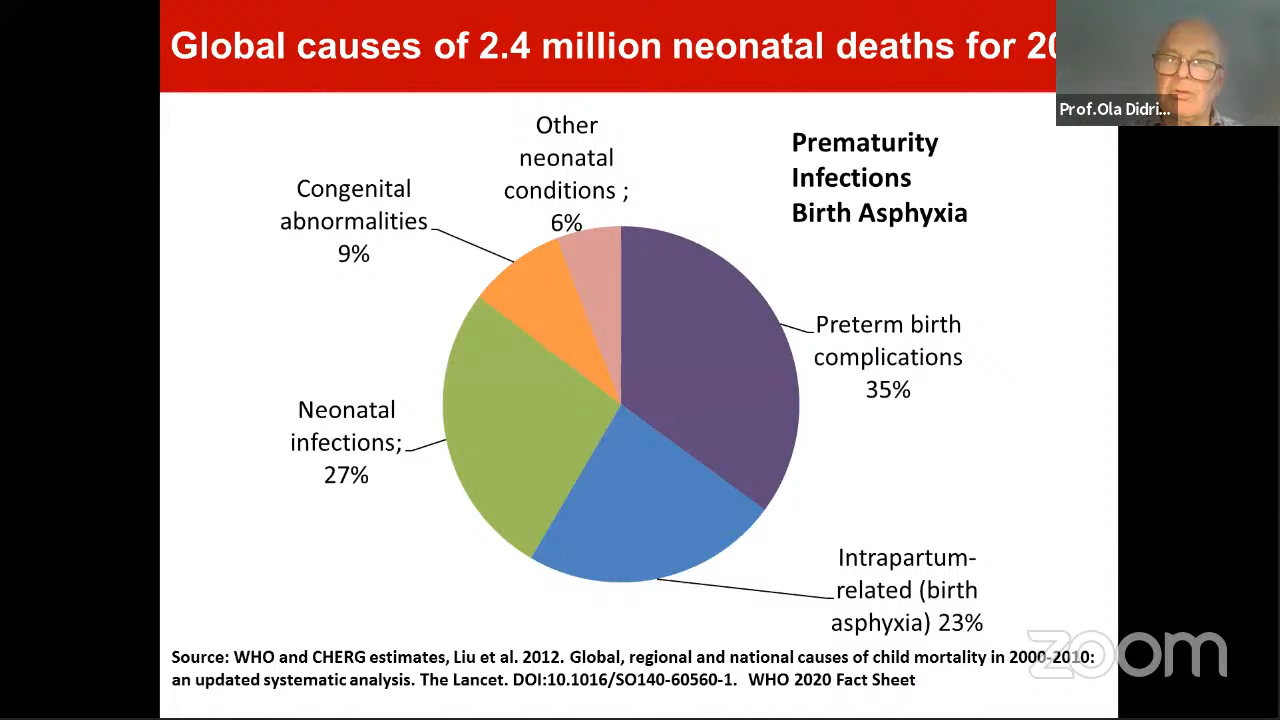 Global causes of 2.4 million neonatal deaths for 20
Prof.Ola Didri...
Other
neonatal
conditions ;
6%
Prematurity
Infections
Birth Asphyxia
Congenital
abnormalities
9%
Preterm birth
complications
35%
Neonatal
infections;
27%
Intrapartum-
related (birth
asphyxia) 23%
Source: WHO and CHERG estimates, Liu et al. 2012. Global, regional and national causes of child mortality in 2000-2010:
an updated systematic analysis. The Lancet. DOI:10.1016/SO140-60560-1. WHO 2020 Fact Sheet
zoom